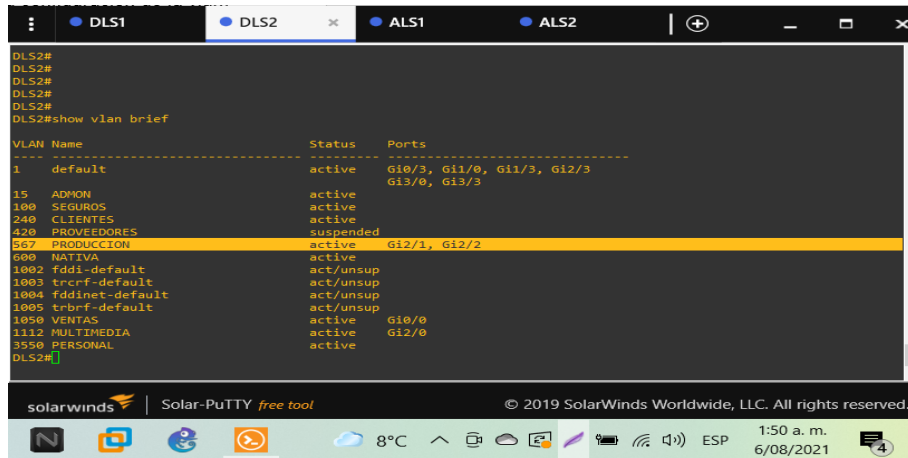 DLS1 DLS2 × ALS1 ALS2
DLS2#
DLS2#
DLS2#
DLS2#
DLS2#
DLS2#show vlan brief
VLAN Name Status Ports
---- -------------------------------- --------- -------------------------------
1 default active Gi0/3, Gi1/0, Gi1/3, Gi2/3
Gi3/0, Gi3/3
15 ADMON active
100 SEGUROS active
240 CLIENTES active
420 PROVEEDORES suspended
567 PRODUCCION active Gi2/1, Gi2/2
600 NATIVA active
1002 fddi-default act/unsup
1003 trcrf-default act/unsup
1004 fddinet-default act/unsup
1005 trbrf-default act/unsup
1050 VENTAS active Gi0/0
1112 MULTIMEDIA active Gi2/0
3550 PERSONAL active
DLS2#
solarwinds | Solar-PuTTY free tool © 2019 SolarWinds Worldwide, LLC. All rights reserved.
8°C ESP 1:50 a. m.
6/08/2021 4